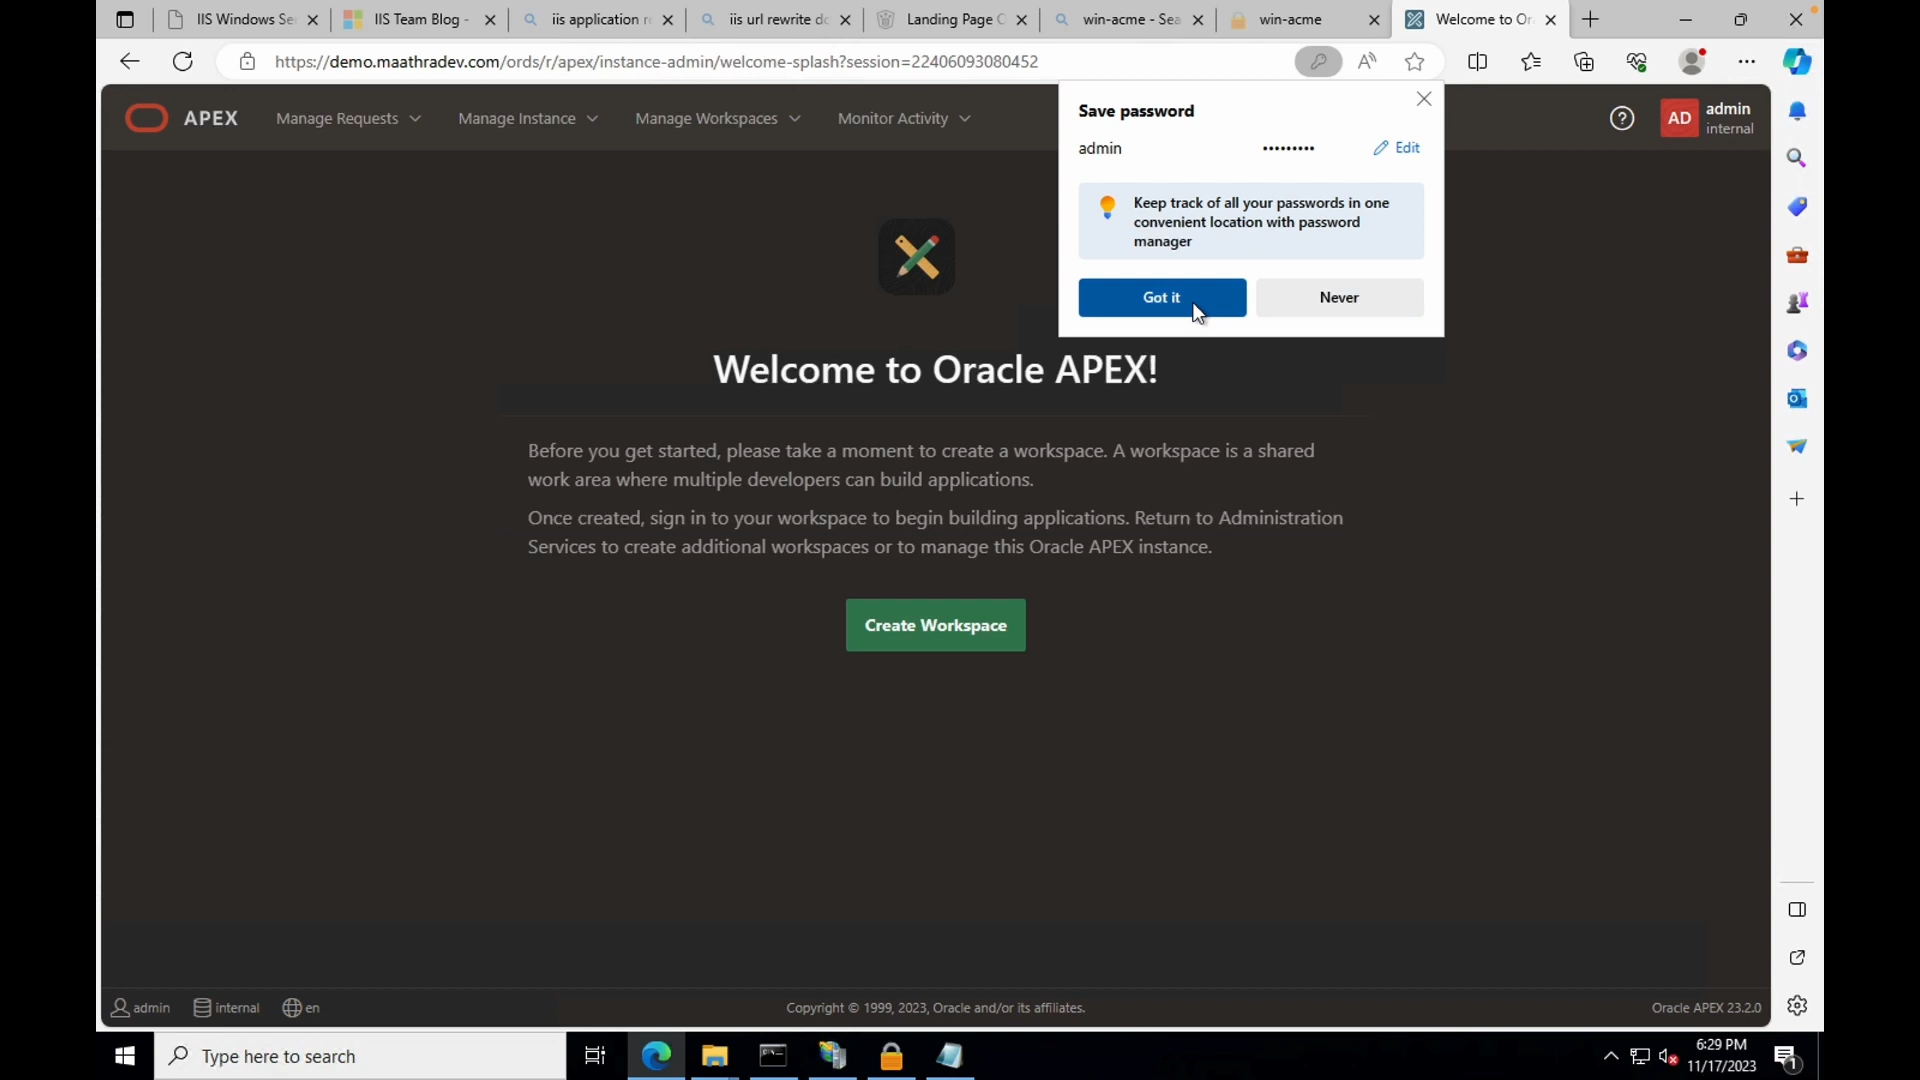 IIS Windows Se
IIS Team Blog -
iis application r
iis url rewrite do
Landing Page C
win-acme - Sea
win-acme
Welcome to Or
https://demo.maathradev.com/ords/r/apex/instance-admin/welcome-splash?session=22406093080452
APEX
Manage Requests
Manage Instance
Manage Workspaces
Monitor Activity
AD
admin
internal
Save password
admin
•••••••••
Edit
Keep track of all your passwords in one
convenient location with password
manager
Got it
Never
Welcome to Oracle APEX!
Before you get started, please take a moment to create a workspace. A workspace is a shared
work area where multiple developers can build applications.
Once created, sign in to your workspace to begin building applications. Return to Administration
Services to create additional workspaces or to manage this Oracle APEX instance.
Create Workspace
admin
internal
en
Copyright © 1999, 2023, Oracle and/or its affiliates.
Oracle APEX 23.2.0
Type here to search
6:29 PM
11/17/2023
1